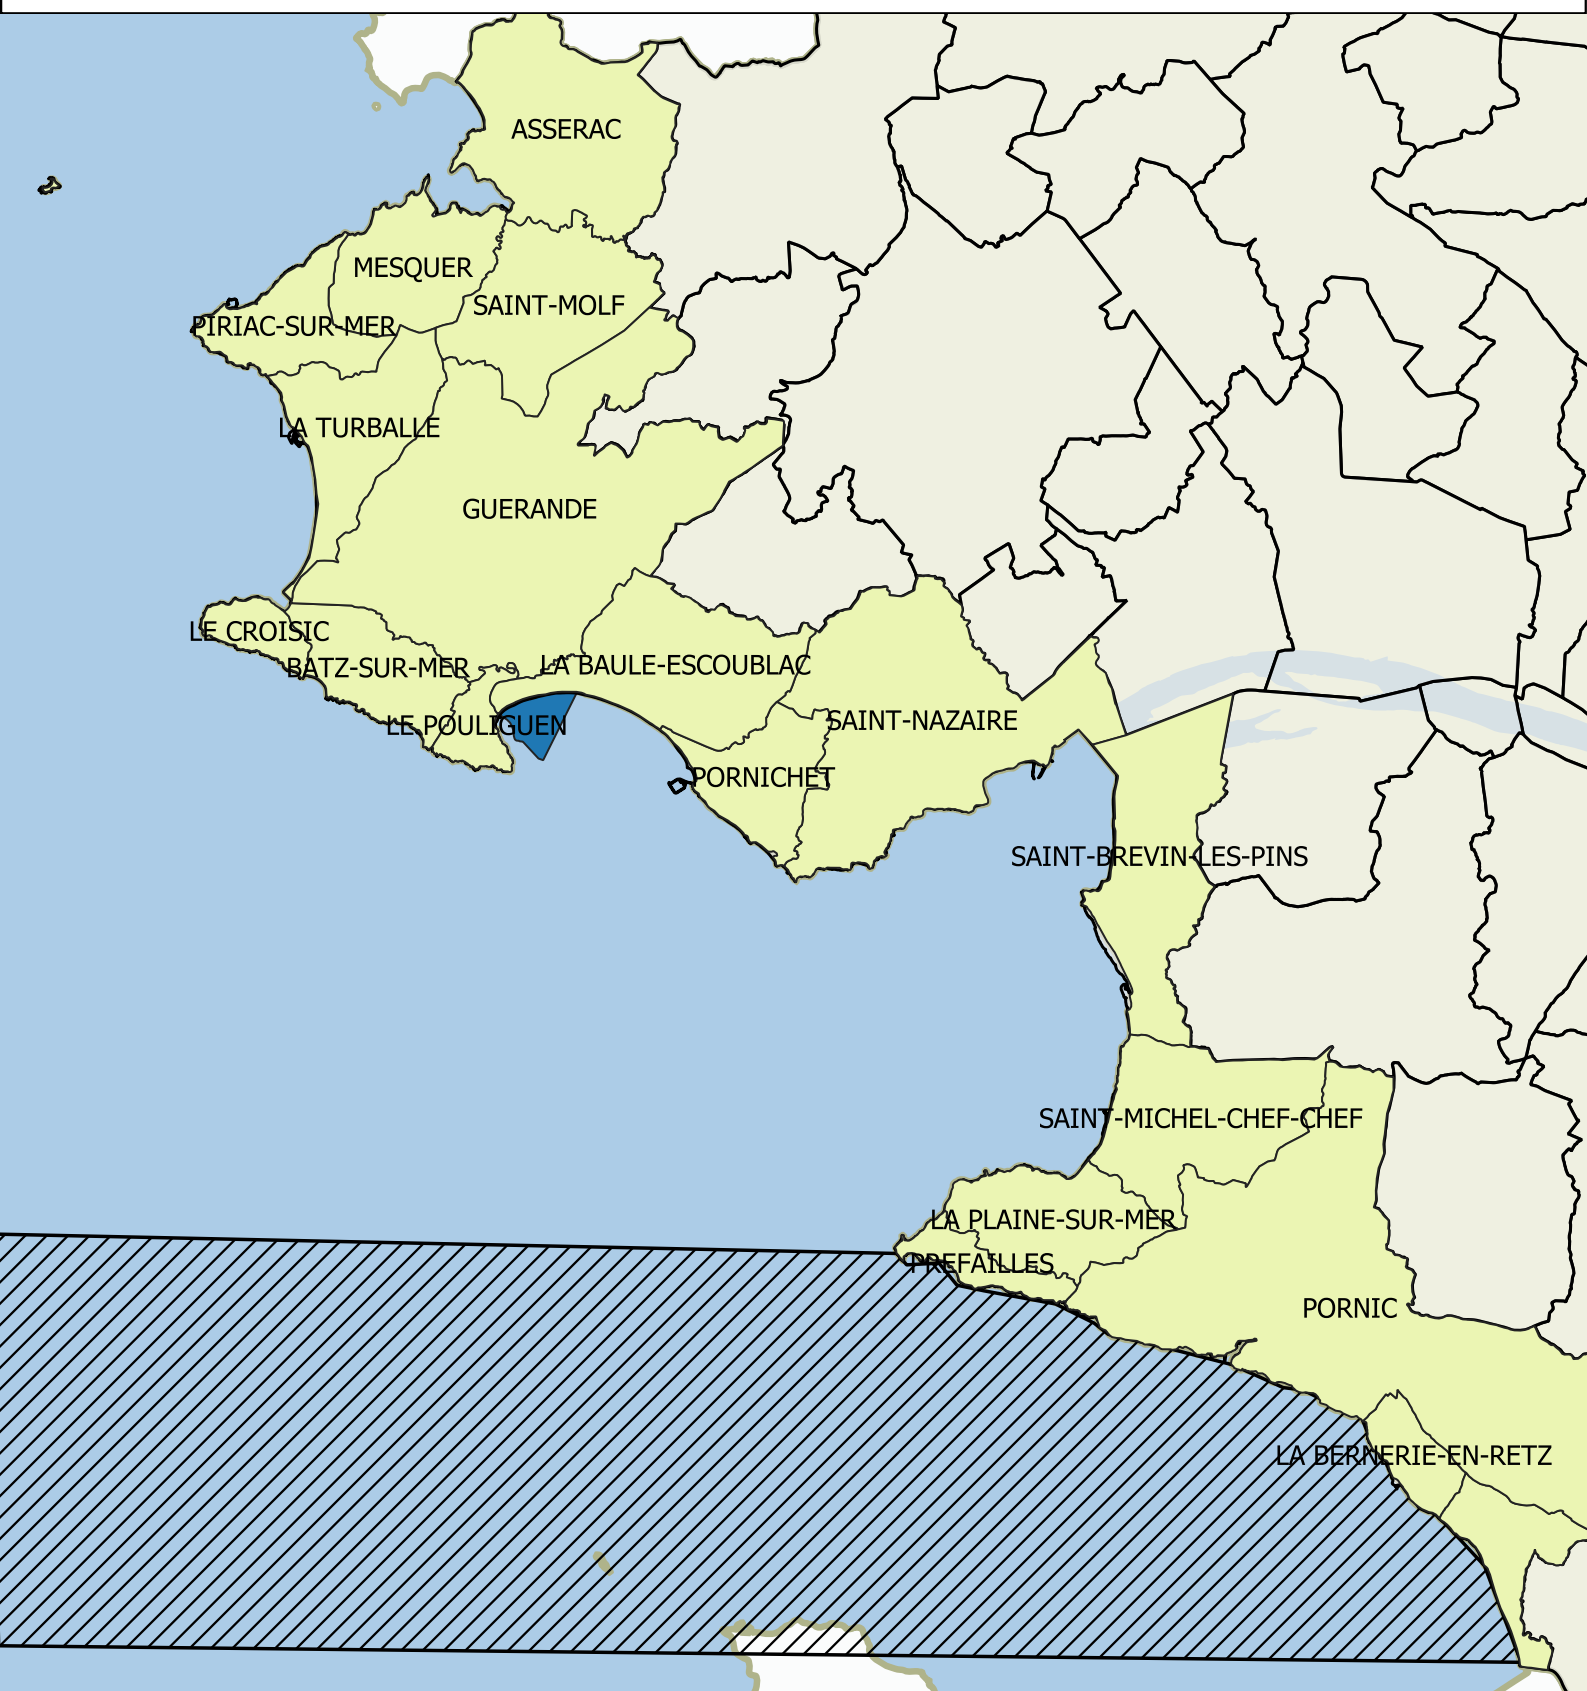 ASSERAC
MESQUER
SAINT-MOLF
PIRIAC-SUR-MER
LA TURBALLE
GUERANDE
LE CROISIC
BATZ-SUR-MER
LA BAULE-ESCOUBLAC
LE POULIGUEN
SAINT-NAZAIRE
PORNICHET
SAINT-BREVIN-LES-PINS
SAINT-MICHEL-CHEF-CHEF
LA PLAINE-SUR-MER
PREFAILLES
PORNIC
LA BERNERIE-EN-RETZ